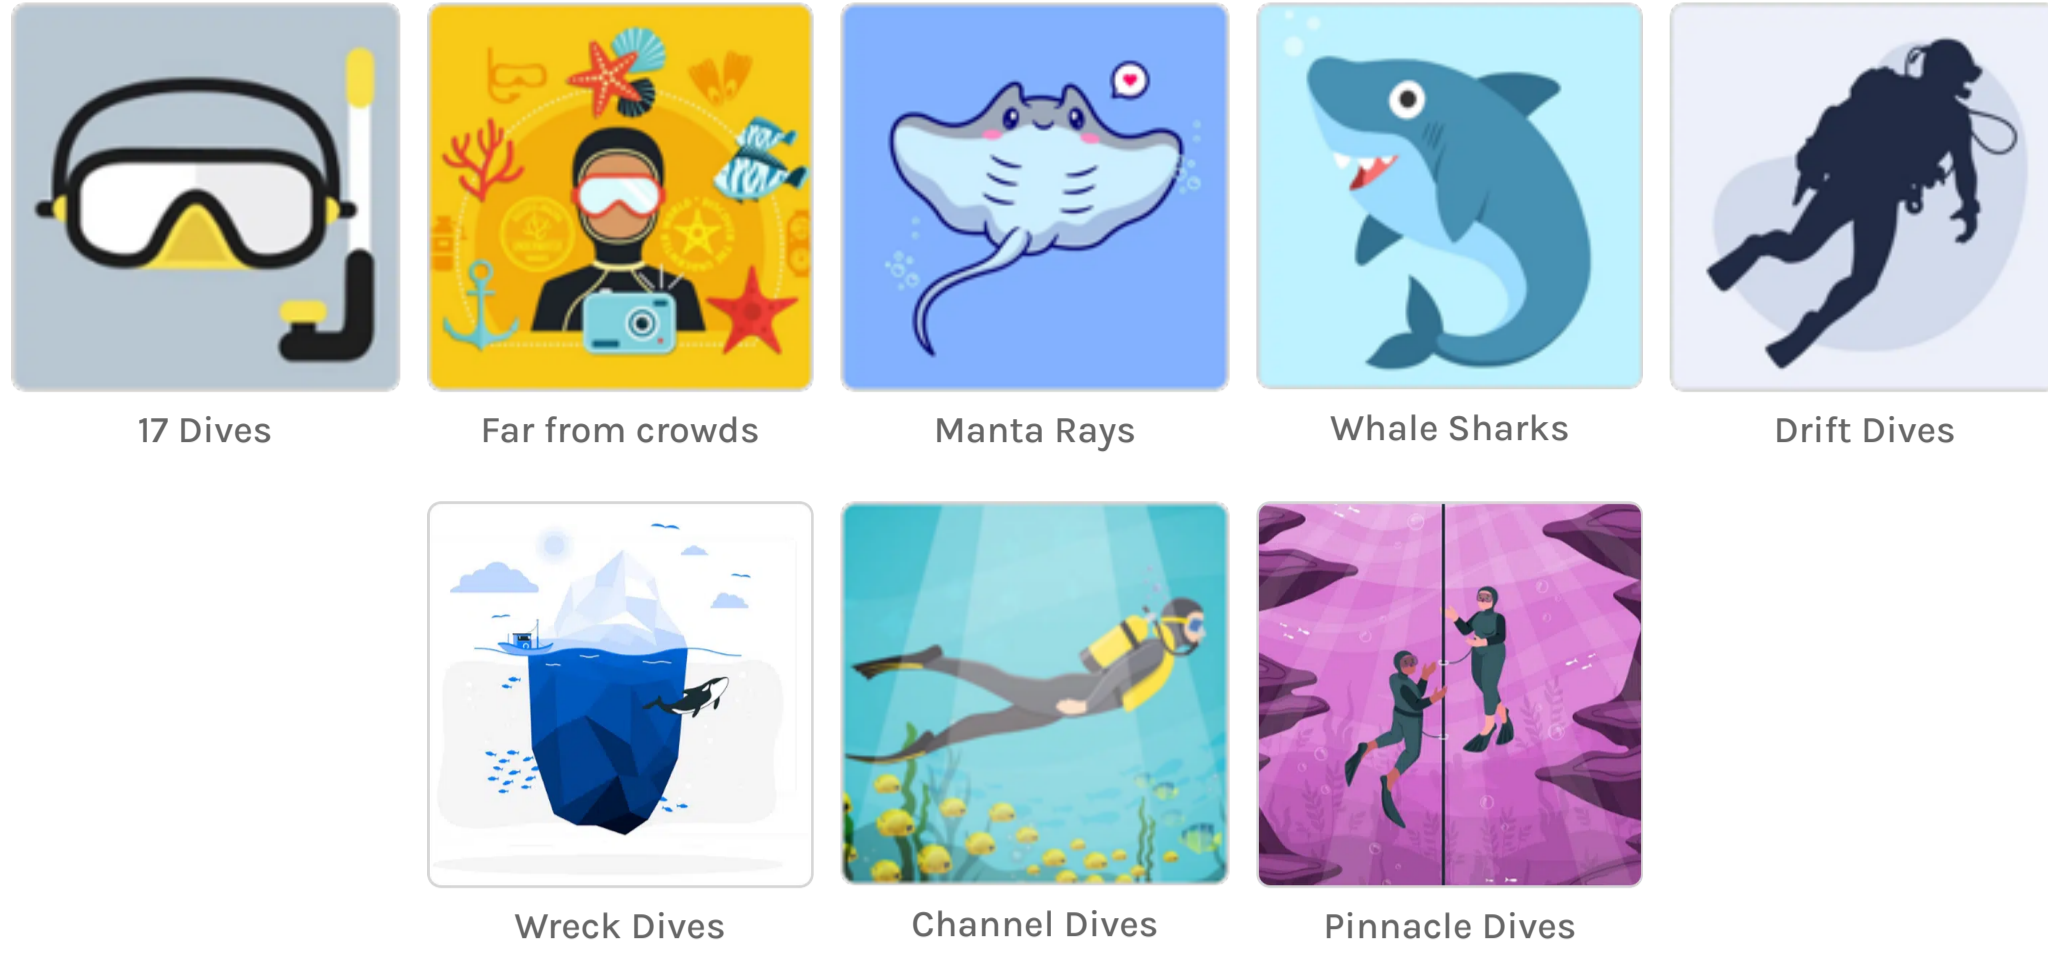 17 Dives
Far from crowds
Manta Rays
Whale Sharks
Drift Dives
Wreck Dives
Channel Dives
Pinnacle Dives